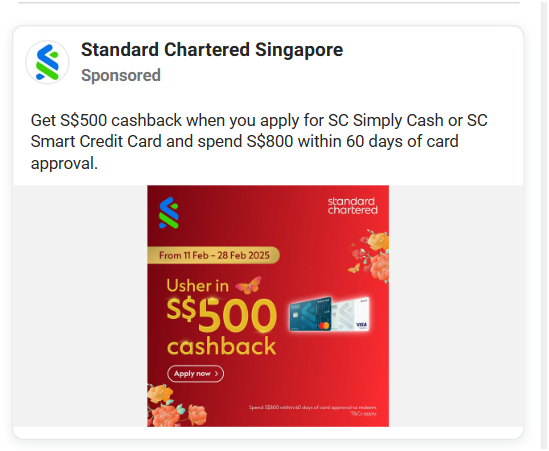 Standard Chartered Singapore
Sponsored
Get S$500 cashback when you apply for SC Simply Cash or SC
Smart Credit Card and spend S$800 within 60 days of card
approval.
standard
chartered
From 11 Feb – 28 Feb 2025
Usher in
S$500
cashback
VISA
Apply now >
Spend S$800 within 60 days of card approval to redeem.
T&Cs apply.